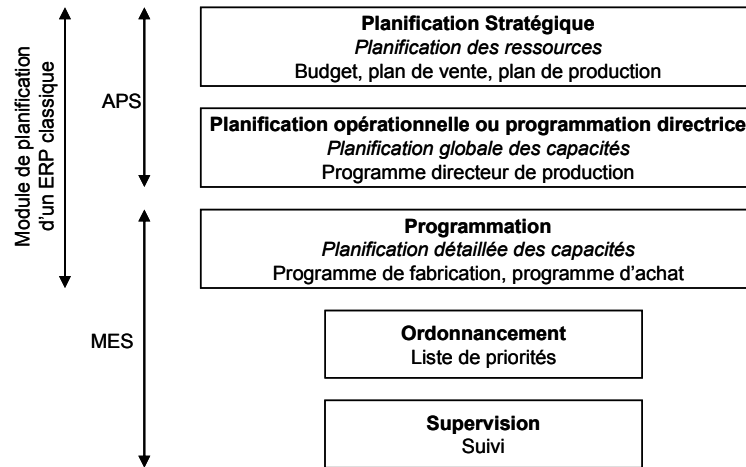 Planification Stratégique
Planification des ressources
Budget, plan de vente, plan de production
APS
Planification opérationnelle ou programmation directrice
Planification globale des capacités
Programme directeur de production
Module de planification
d'un ERP classique
Programmation
Planification détaillée des capacités
Programme de fabrication, programme d'achat
MES
Ordonnancement
Liste de priorités
Supervision
Suivi